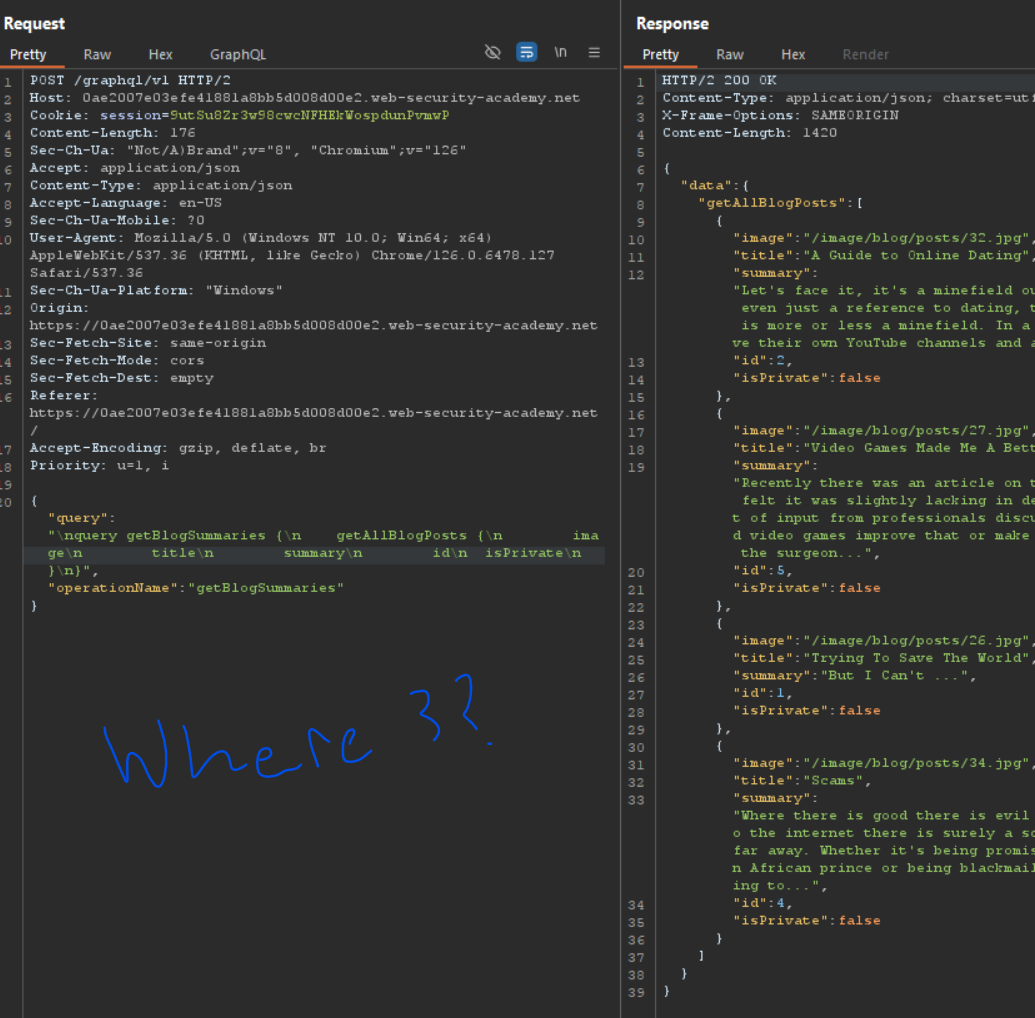 Request
Pretty Raw Hex GraphQL \n
1 POST /graphql/v1 HTTP/2
2 Host: 0ae2007e03efe41881a8bb5d008d00e2.web-security-academy.net
3 Cookie: session=9utSu8Zr3w98cwcNFHEkWospdunPvmwP
4 Content-Length: 176
5 Sec-Ch-Ua: "Not/A)Brand";v="8", "Chromium";v="126"
6 Accept: application/json
7 Content-Type: application/json
8 Accept-Language: en-US
9 Sec-Ch-Ua-Mobile: ?0
10 User-Agent: Mozilla/5.0 (Windows NT 10.0; Win64; x64)
AppleWebKit/537.36 (KHTML, like Gecko) Chrome/126.0.6478.127
Safari/537.36
11 Sec-Ch-Ua-Platform: "Windows"
12 Origin:
https://0ae2007e03efe41881a8bb5d008d00e2.web-security-academy.net
13 Sec-Fetch-Site: same-origin
14 Sec-Fetch-Mode: cors
15 Sec-Fetch-Dest: empty
16 Referer:
https://0ae2007e03efe41881a8bb5d008d00e2.web-security-academy.net
/
17 Accept-Encoding: gzip, deflate, br
18 Priority: u=1, i
19
20 {
"query":
"\nquery getBlogSummaries {\n getAllBlogPosts {\n ima
ge\n title\n summary\n id\n isPrivate\n
}\n}",
"operationName":"getBlogSummaries"
}
Where 3?
Response
Pretty Raw Hex Render
1 HTTP/2 200 OK
2 Content-Type: application/json; charset=utf
3 X-Frame-Options: SAMEORIGIN
4 Content-Length: 1420
5
6 {
7 "data":{
8 "getAllBlogPosts":[
9 {
10 "image":"/image/blog/posts/32.jpg",
11 "title":"A Guide to Online Dating",
12 "summary":
"Let's face it, it's a minefield ou
even just a reference to dating, t
is more or less a minefield. In a
ve their own YouTube channels and a
13 "id":2,
14 "isPrivate":false
15 },
16 {
17 "image":"/image/blog/posts/27.jpg",
18 "title":"Video Games Made Me A Bett
19 "summary":
"Recently there was an article on t
felt it was slightly lacking in de
t of input from professionals discu
d video games improve that or make
the surgeon...",
20 "id":5,
21 "isPrivate":false
22 },
23 {
24 "image":"/image/blog/posts/26.jpg",
25 "title":"Trying To Save The World",
26 "summary":"But I Can't ...",
27 "id":1,
28 "isPrivate":false
29 },
30 {
31 "image":"/image/blog/posts/34.jpg",
32 "title":"Scams",
33 "summary":
"Where there is good there is evil
o the internet there is surely a sc
far away. Whether it's being promis
n African prince or being blackmail
ing to...",
34 "id":4,
35 "isPrivate":false
36 }
37 ]
38 }
39 }